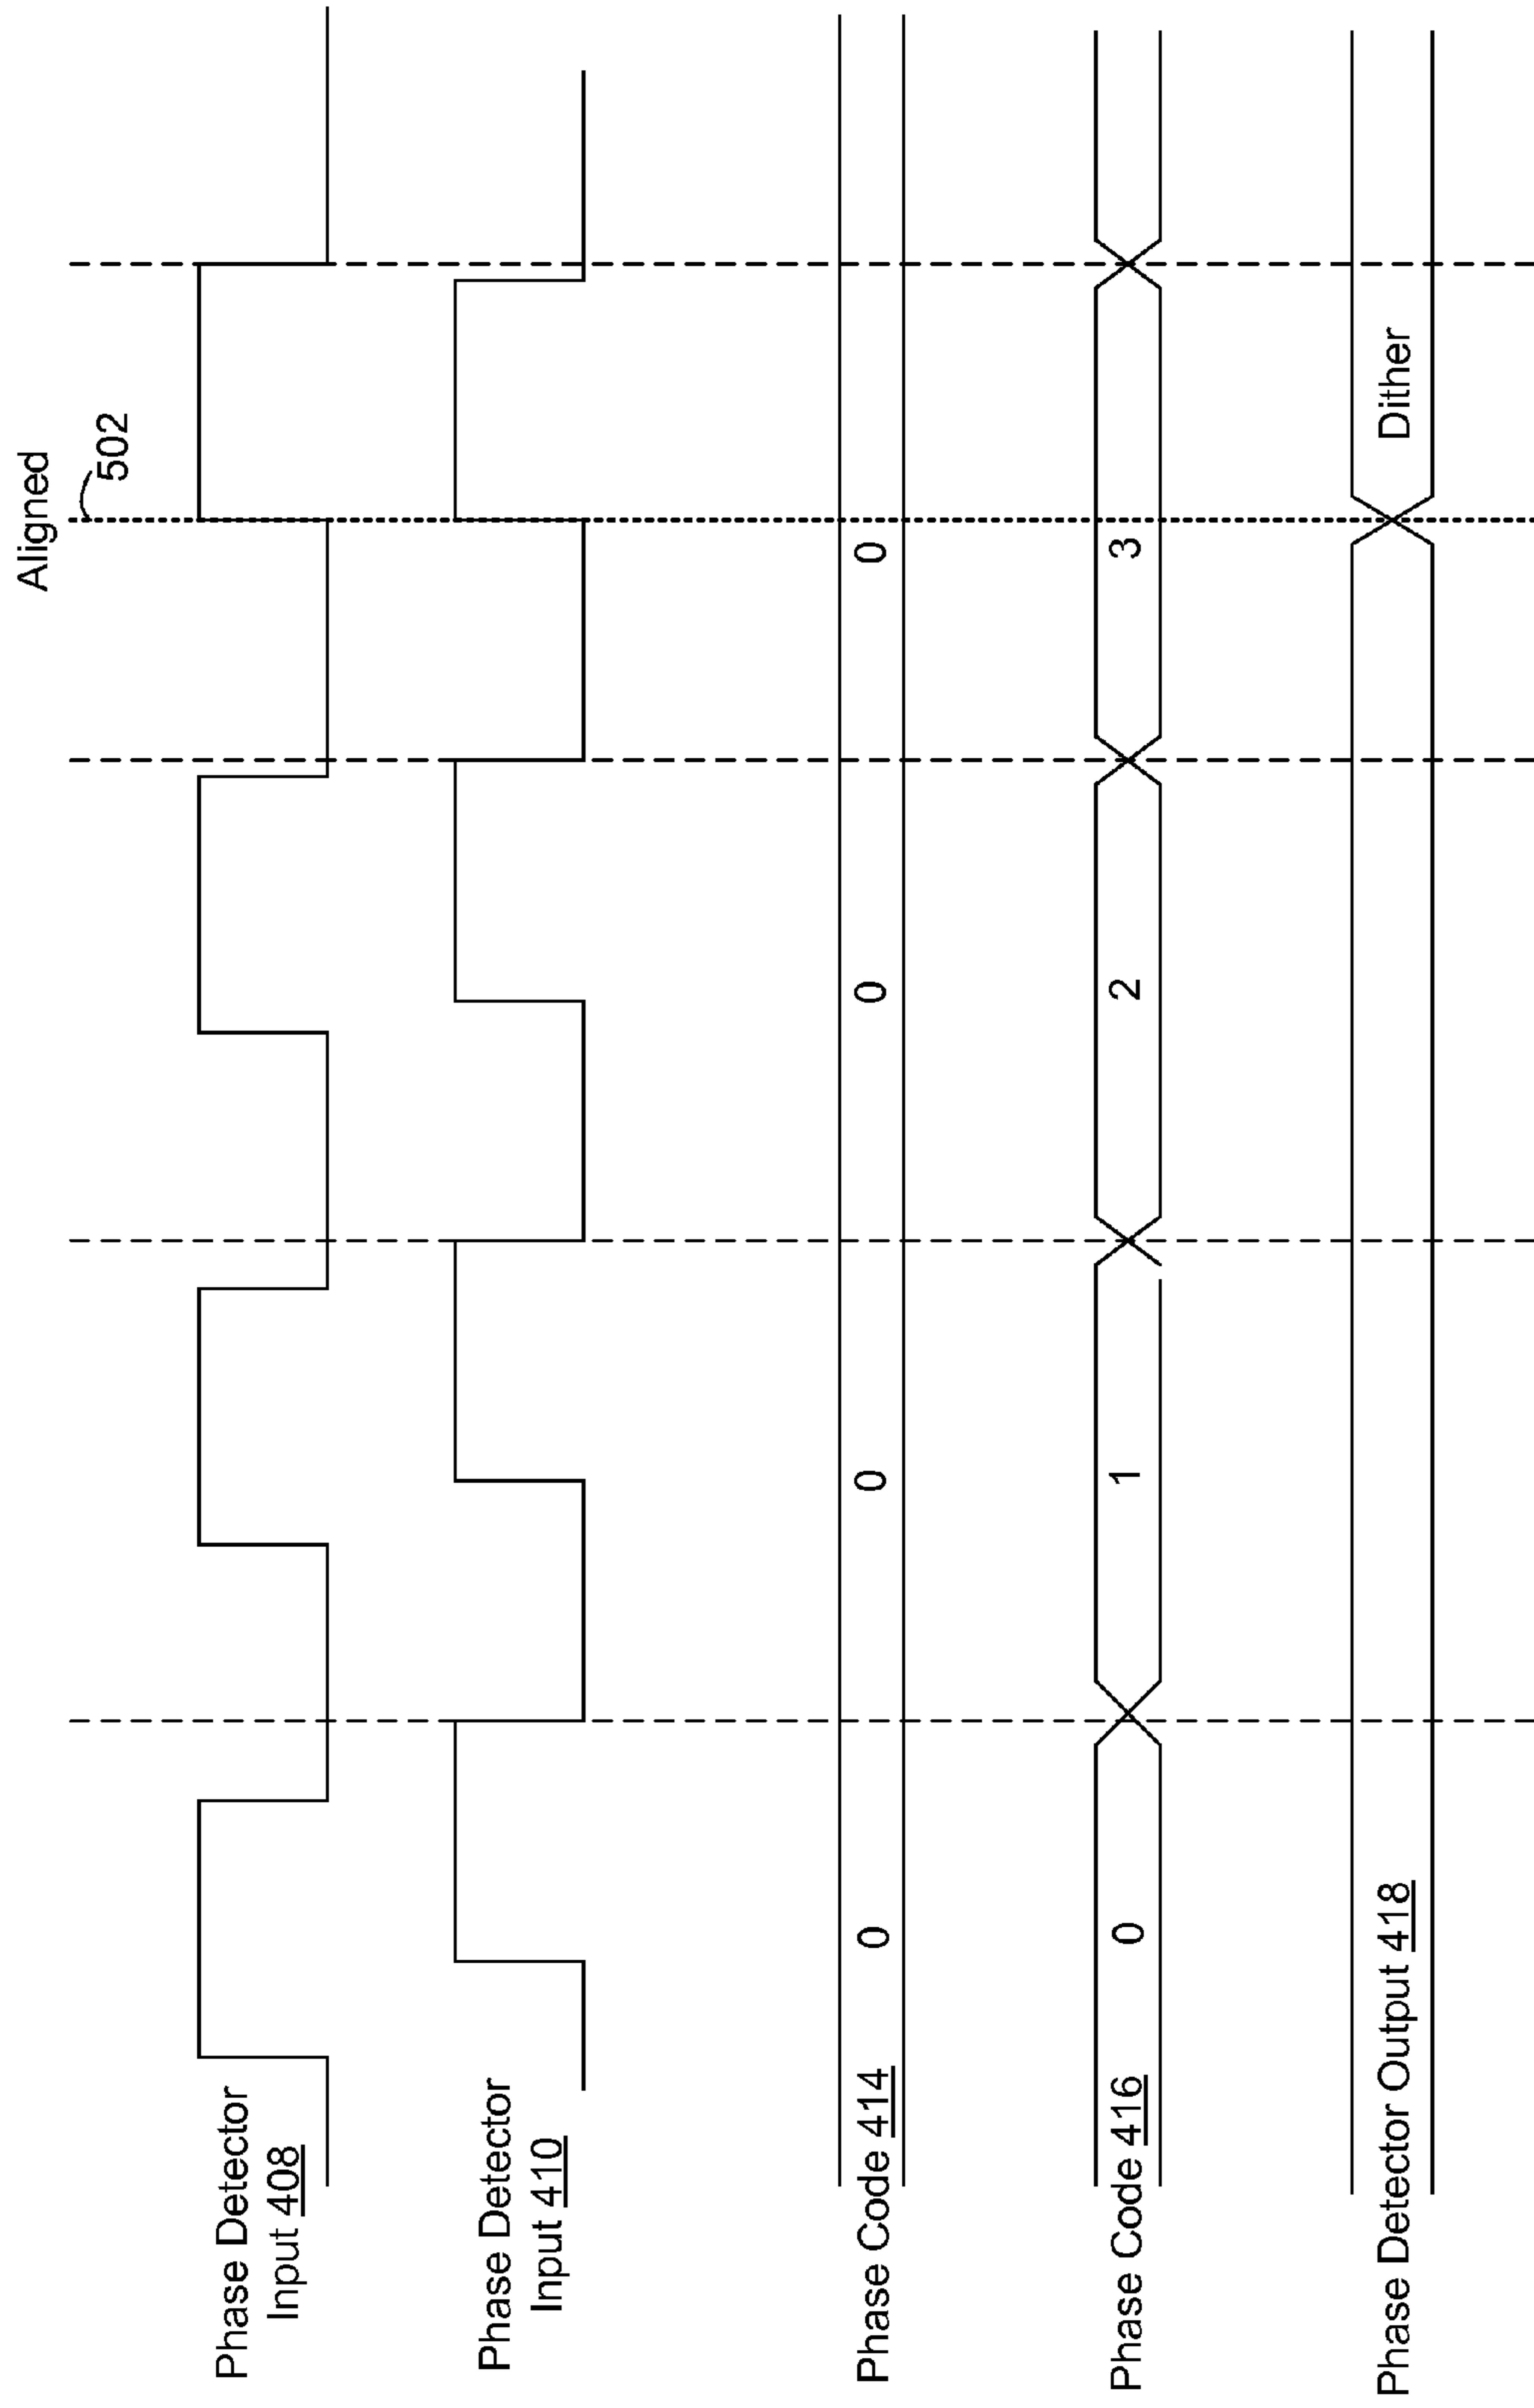 Aligned
502
Phase Detector
Input 408
Phase Detector
Input 410
Phase Code 414
0
0
0
0
Phase Code 416
0
1
2
3
Phase Detector Output 418
Dither